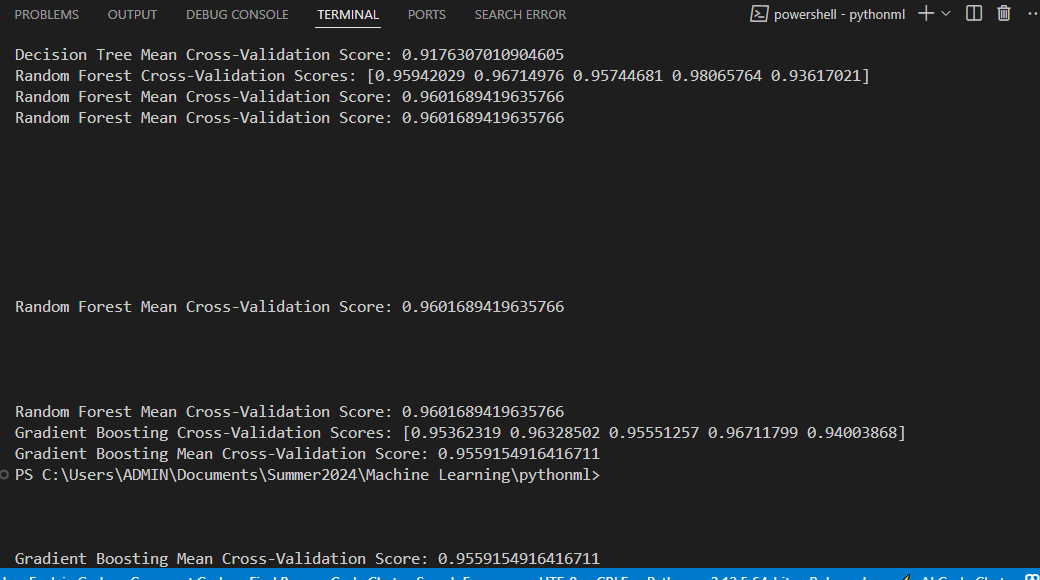 PROBLEMS OUTPUT DEBUG CONSOLE TERMINAL PORTS SEARCH ERROR powershell - pythonml
Decision Tree Mean Cross-Validation Score: 0.9176307010904605
Random Forest Cross-Validation Scores: [0.95942029 0.96714976 0.95744681 0.98065764 0.93617021]
Random Forest Mean Cross-Validation Score: 0.9601689419635766
Random Forest Mean Cross-Validation Score: 0.9601689419635766
Random Forest Mean Cross-Validation Score: 0.9601689419635766
Random Forest Mean Cross-Validation Score: 0.9601689419635766
Gradient Boosting Cross-Validation Scores: [0.95362319 0.96328502 0.95551257 0.96711799 0.94003868]
Gradient Boosting Mean Cross-Validation Score: 0.9559154916416711
PS C:\Users\ADMIN\Documents\Summer2024\Machine Learning\pythonml>
Gradient Boosting Mean Cross-Validation Score: 0.9559154916416711